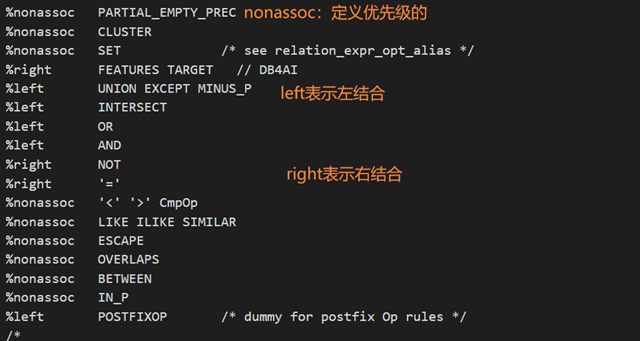 %nonassoc   PARTIAL_EMPTY_PREC nonassoc：定义优先级的
%nonassoc   CLUSTER
%nonassoc   SET             /* see relation_expr_opt_alias */
%right      FEATURES TARGET   // DB4AI
%left       UNION EXCEPT MINUS_P left表示左结合
%left       INTERSECT
%left       OR
%left       AND
%right      NOT right表示右结合
%right      '='
%nonassoc   '<' '>' CmpOp
%nonassoc   LIKE ILIKE SIMILAR
%nonassoc   ESCAPE
%nonassoc   OVERLAPS
%nonassoc   BETWEEN
%nonassoc   IN_P
%left       POSTFIXOP       /* dummy for postfix Op rules */
/*